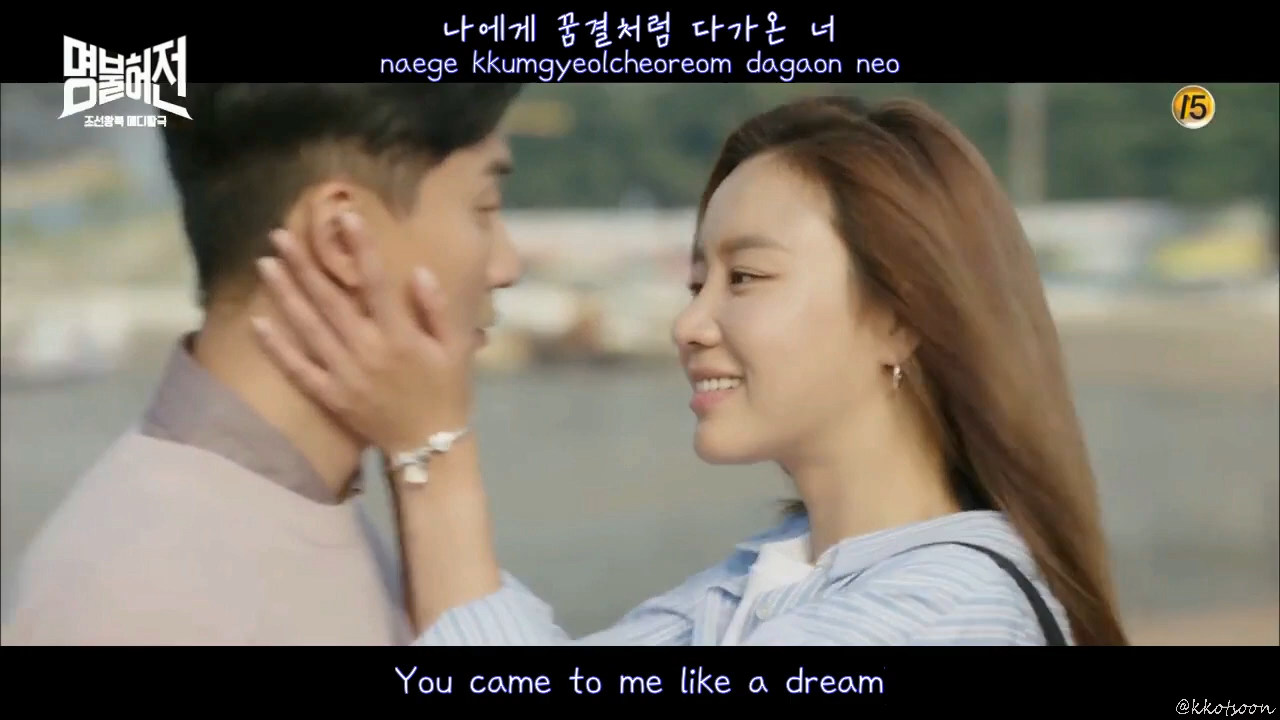 나에게 꿈결처럼 다가온 너
naege kkumgyeolcheoreom dagaon neo
명불허전
조선왕복 메디활극
15
You came to me like a dream
@kkotsoon